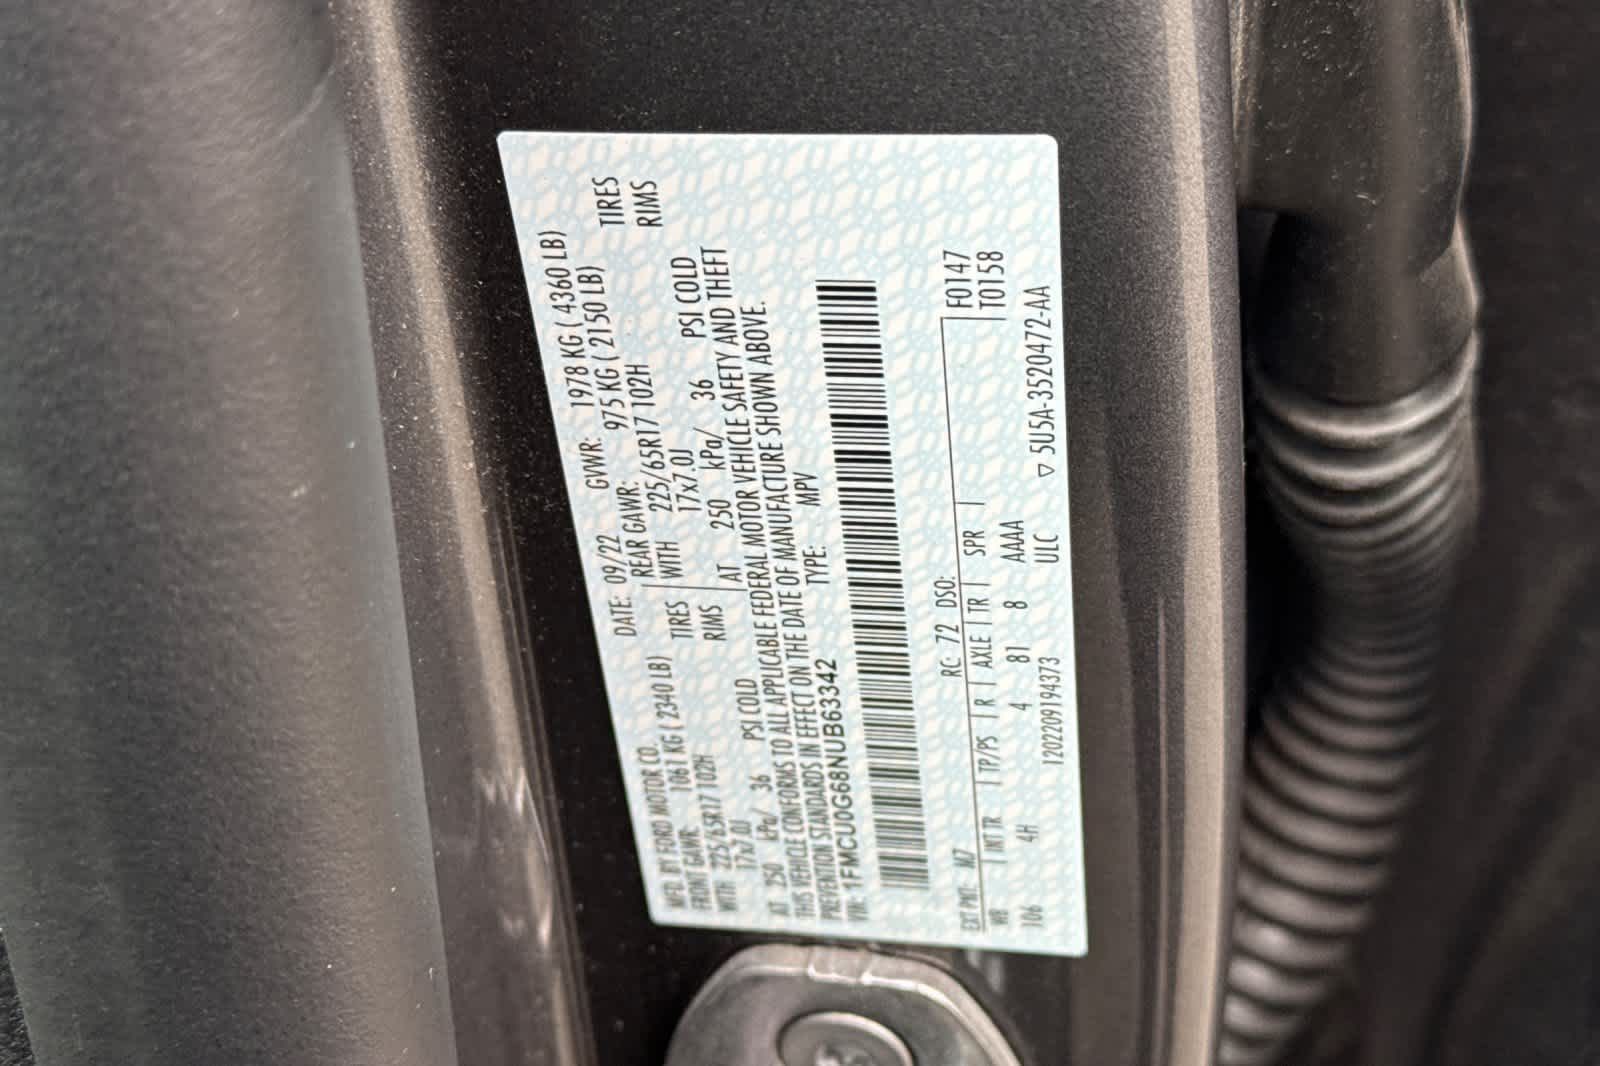 MFD. BY FORD MOTOR CO.
DATE: 09/22 GVWR: 1978 KG ( 4360 LB)
FRONT GAWR: 1061 KG ( 2340 LB) REAR GAWR: 975 KG ( 2150 LB)
WITH 225/65R17 102H TIRES WITH 225/65R17 102H TIRES
17x7.0J RIMS 17x7.0J RIMS
AT 250 kPa/ 36 PSI COLD AT 250 kPa/ 36 PSI COLD
THIS VEHICLE CONFORMS TO ALL APPLICABLE FEDERAL MOTOR VEHICLE SAFETY AND THEFT
PREVENTION STANDARDS IN EFFECT ON THE DATE OF MANUFACTURE SHOWN ABOVE.
VIN: 1FMCU0G68NUB63342 TYPE: MPV
F0147
EXT PNT: M7 RC: 72 DSO: T0158
WB INT TR TP/PS R AXLE TR SPR
106 4H 4 81 8 AAAA
1202209194373 ULC ▽ 5U5A-3520472-AA